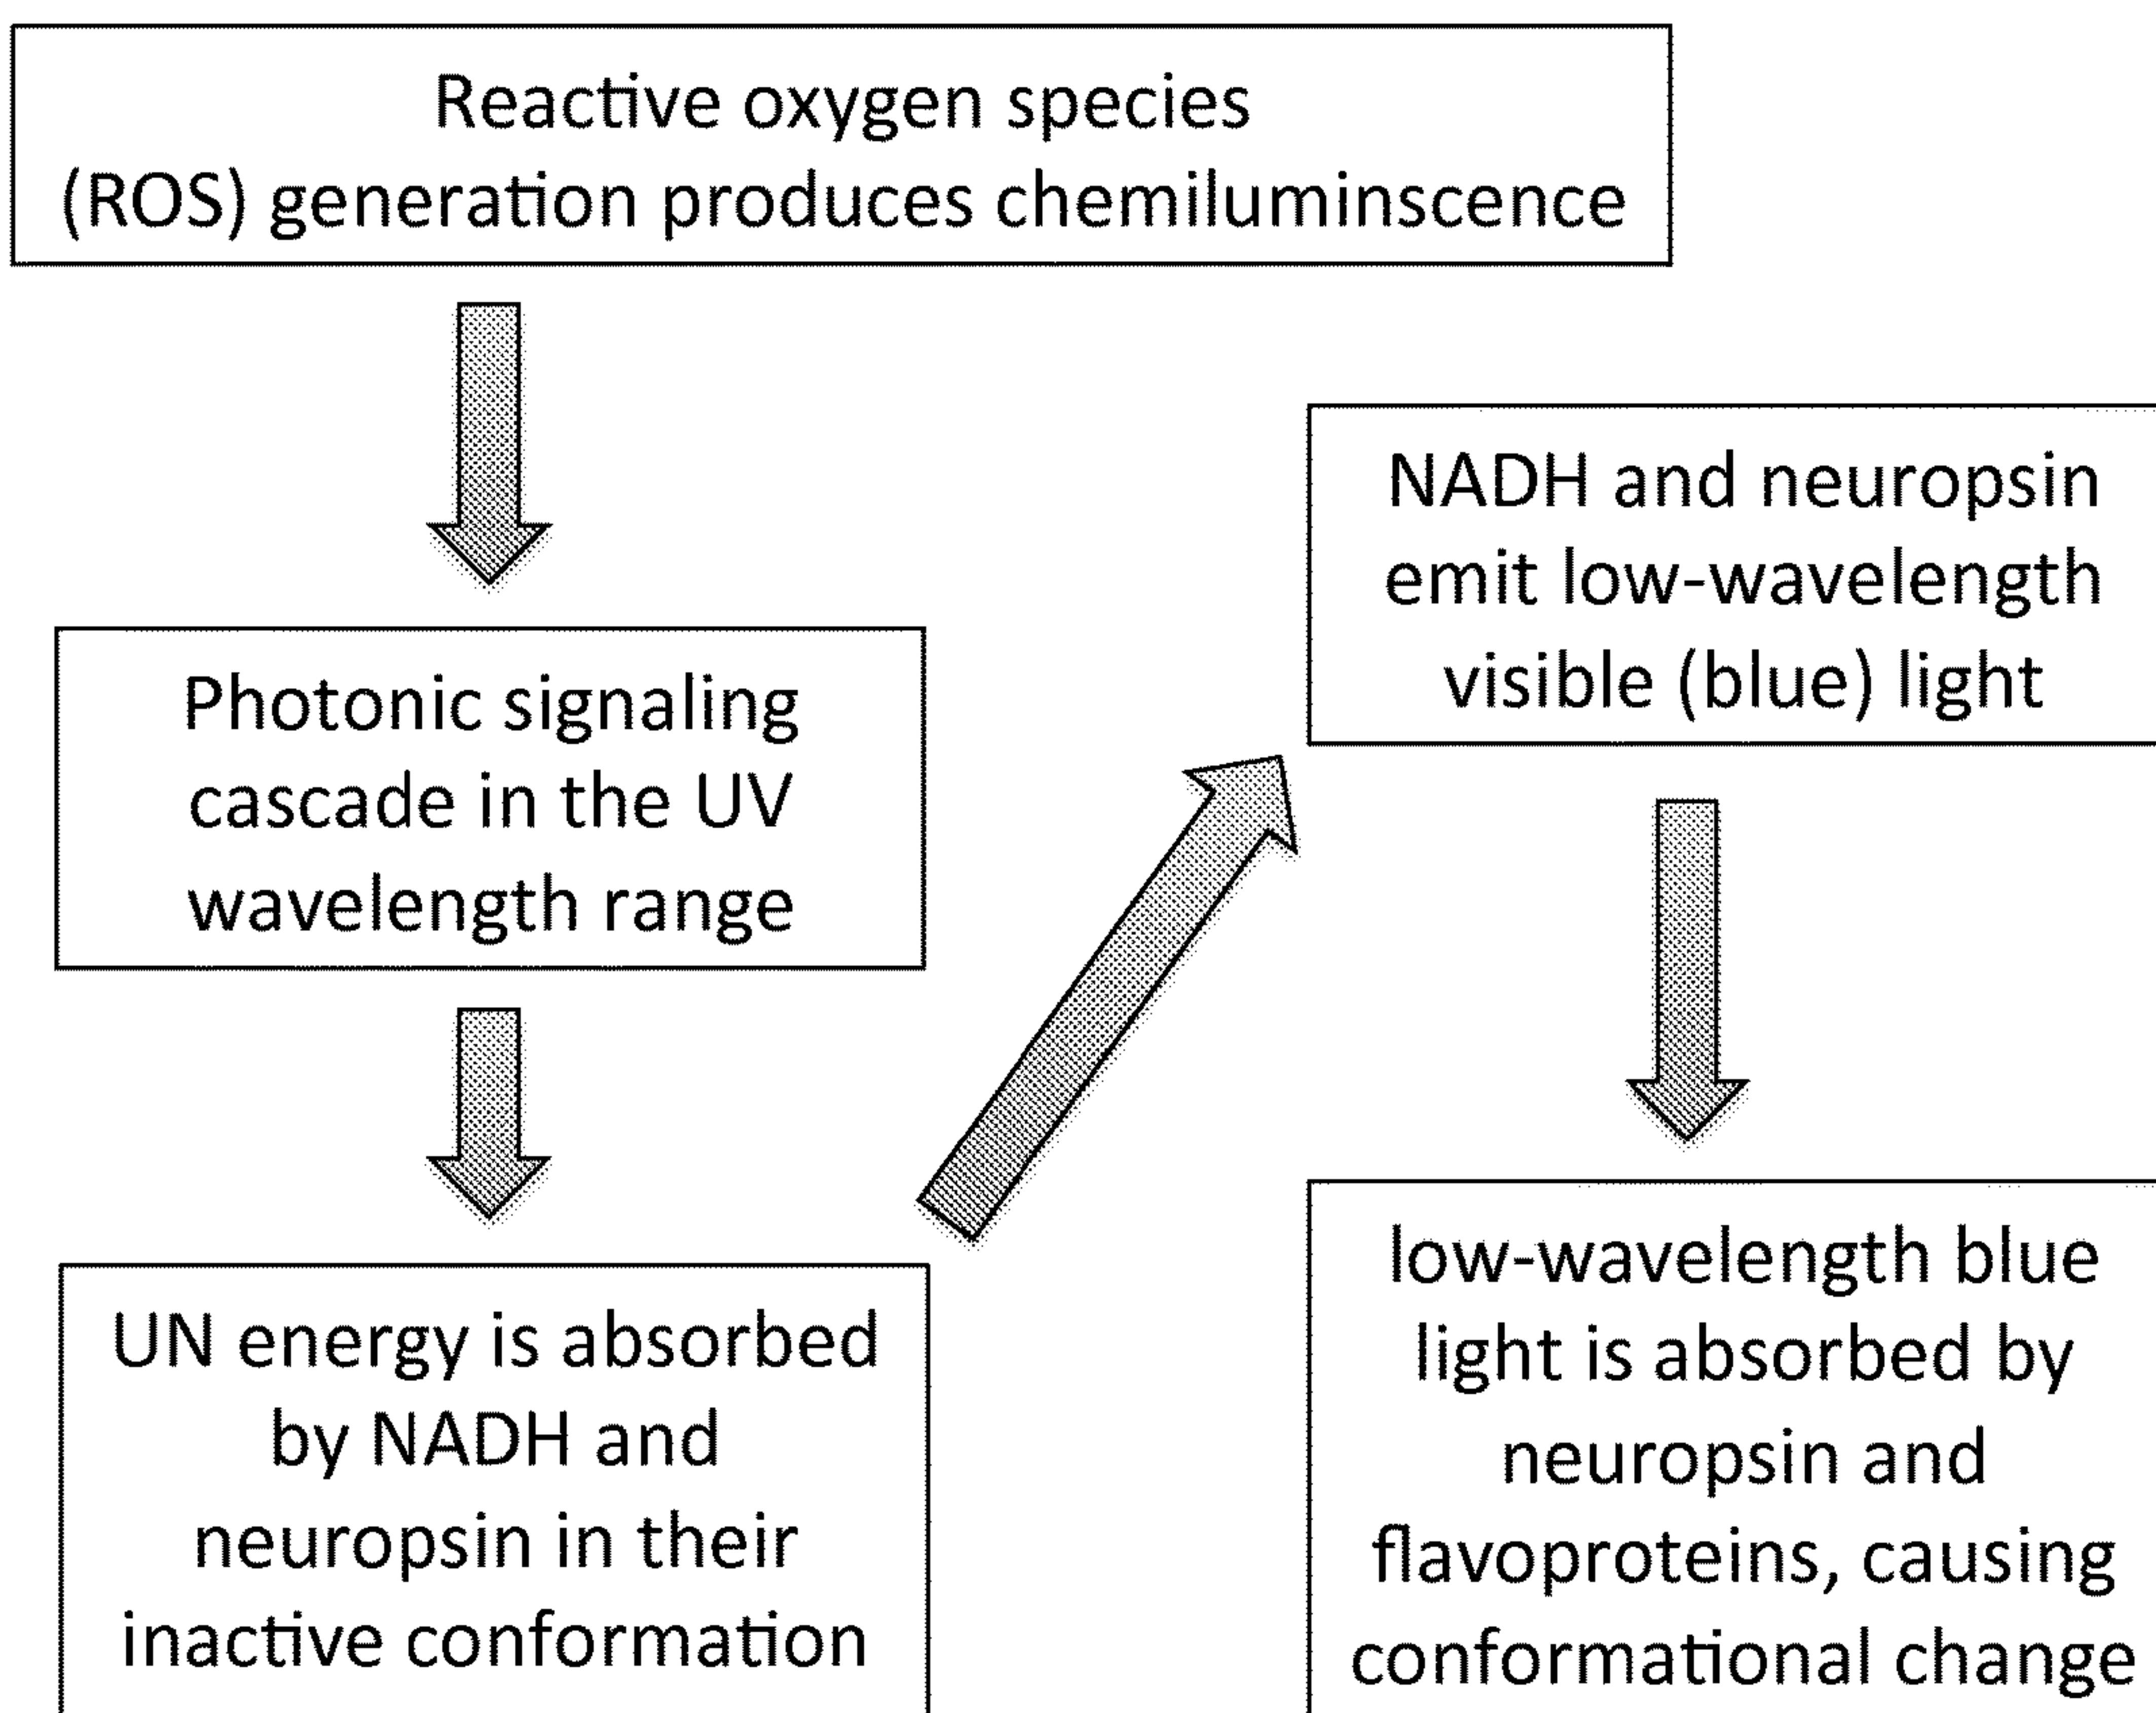 Reactive oxygen species
(ROS) generation produces chemiluminscence
Photonic signaling
cascade in the UV
wavelength range
UN energy is absorbed
by NADH and
neuropsin in their
inactive conformation
NADH and neuropsin
emit low-wavelength
visible (blue) light
low-wavelength blue
light is absorbed by
neuropsin and
flavoproteins, causing
conformational change